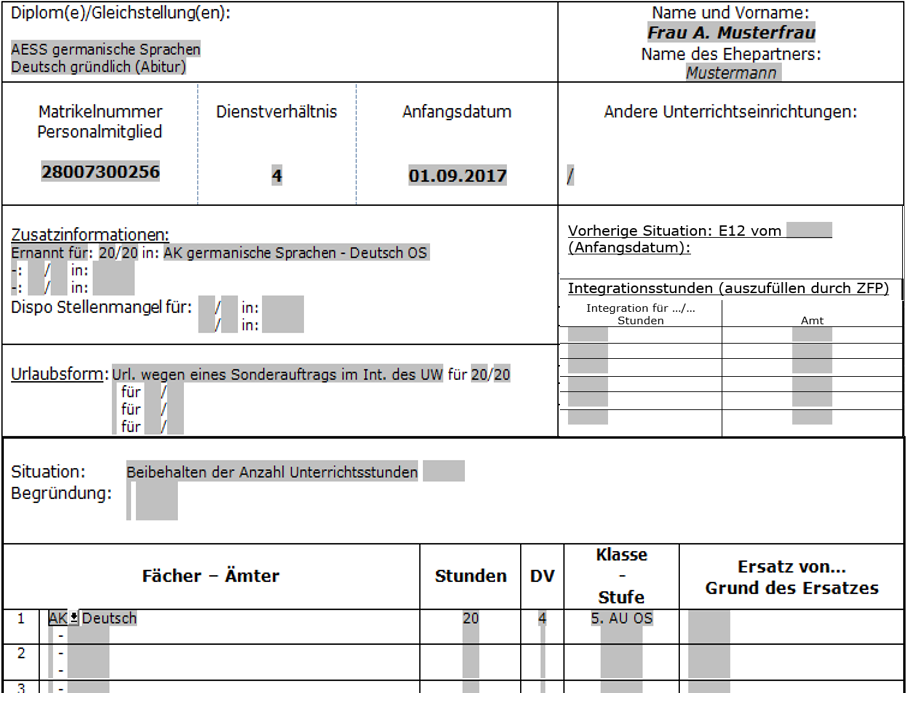 Diplom(e)/Gleichstellung(en):
AESS germanische Sprachen
Deutsch gründlich (Abitur)
Name und Vorname:
Frau A. Musterfrau
Name des Ehepartners:
Mustermann
Matrikelnummer
Personalmitglied
28007300256
Dienstverhältnis
4
Anfangsdatum
01.09.2017
Andere Unterrichtseinrichtungen:
/
Zusatzinformationen:
Ernannt für: 20/20 in: AK germanische Sprachen - Deutsch OS
-: / in:
-: / in:
Dispo Stellenmangel für: / in:
/ in:
Vorherige Situation: E12 vom
(Anfangsdatum):
Integrationsstunden (auszufüllen durch ZFP)
Integration für .../...
Stunden
Amt
Urlaubsform: Url. wegen eines Sonderauftrags im Int. des UW für 20/20
für /
für /
für /
Situation: Beibehalten der Anzahl Unterrichtsstunden
Begründung:
Fächer – Ämter
Stunden
DV
Klasse
-
Stufe
Ersatz von...
Grund des Ersatzes
1 AK Deutsch 20 4 5. AU OS
-
2 -
-
3 -